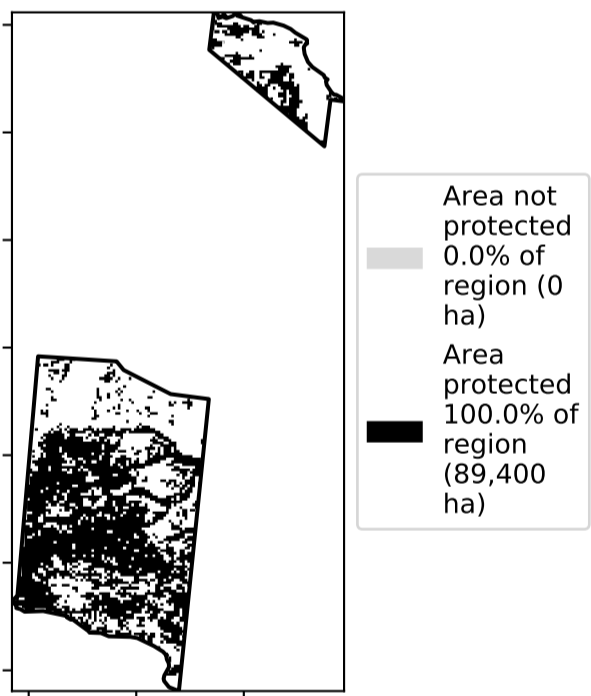 Area not
protected
0.0% of
region (0
ha)
Area
protected
100.0% of
region
(89,400
ha)